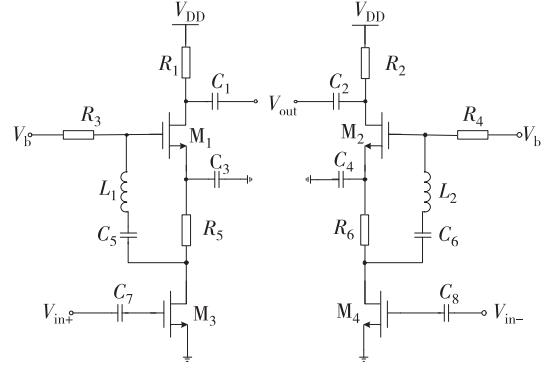 V_DD V_DD
R_1 R_2
C_1 V_out C_2
R_3 R_4
V_b M_1 M_2 V_b
C_3 C_4
L_1 L_2
C_5 R_5 R_6 C_6
C_7 C_8
V_in+ M_3 M_4 V_in−